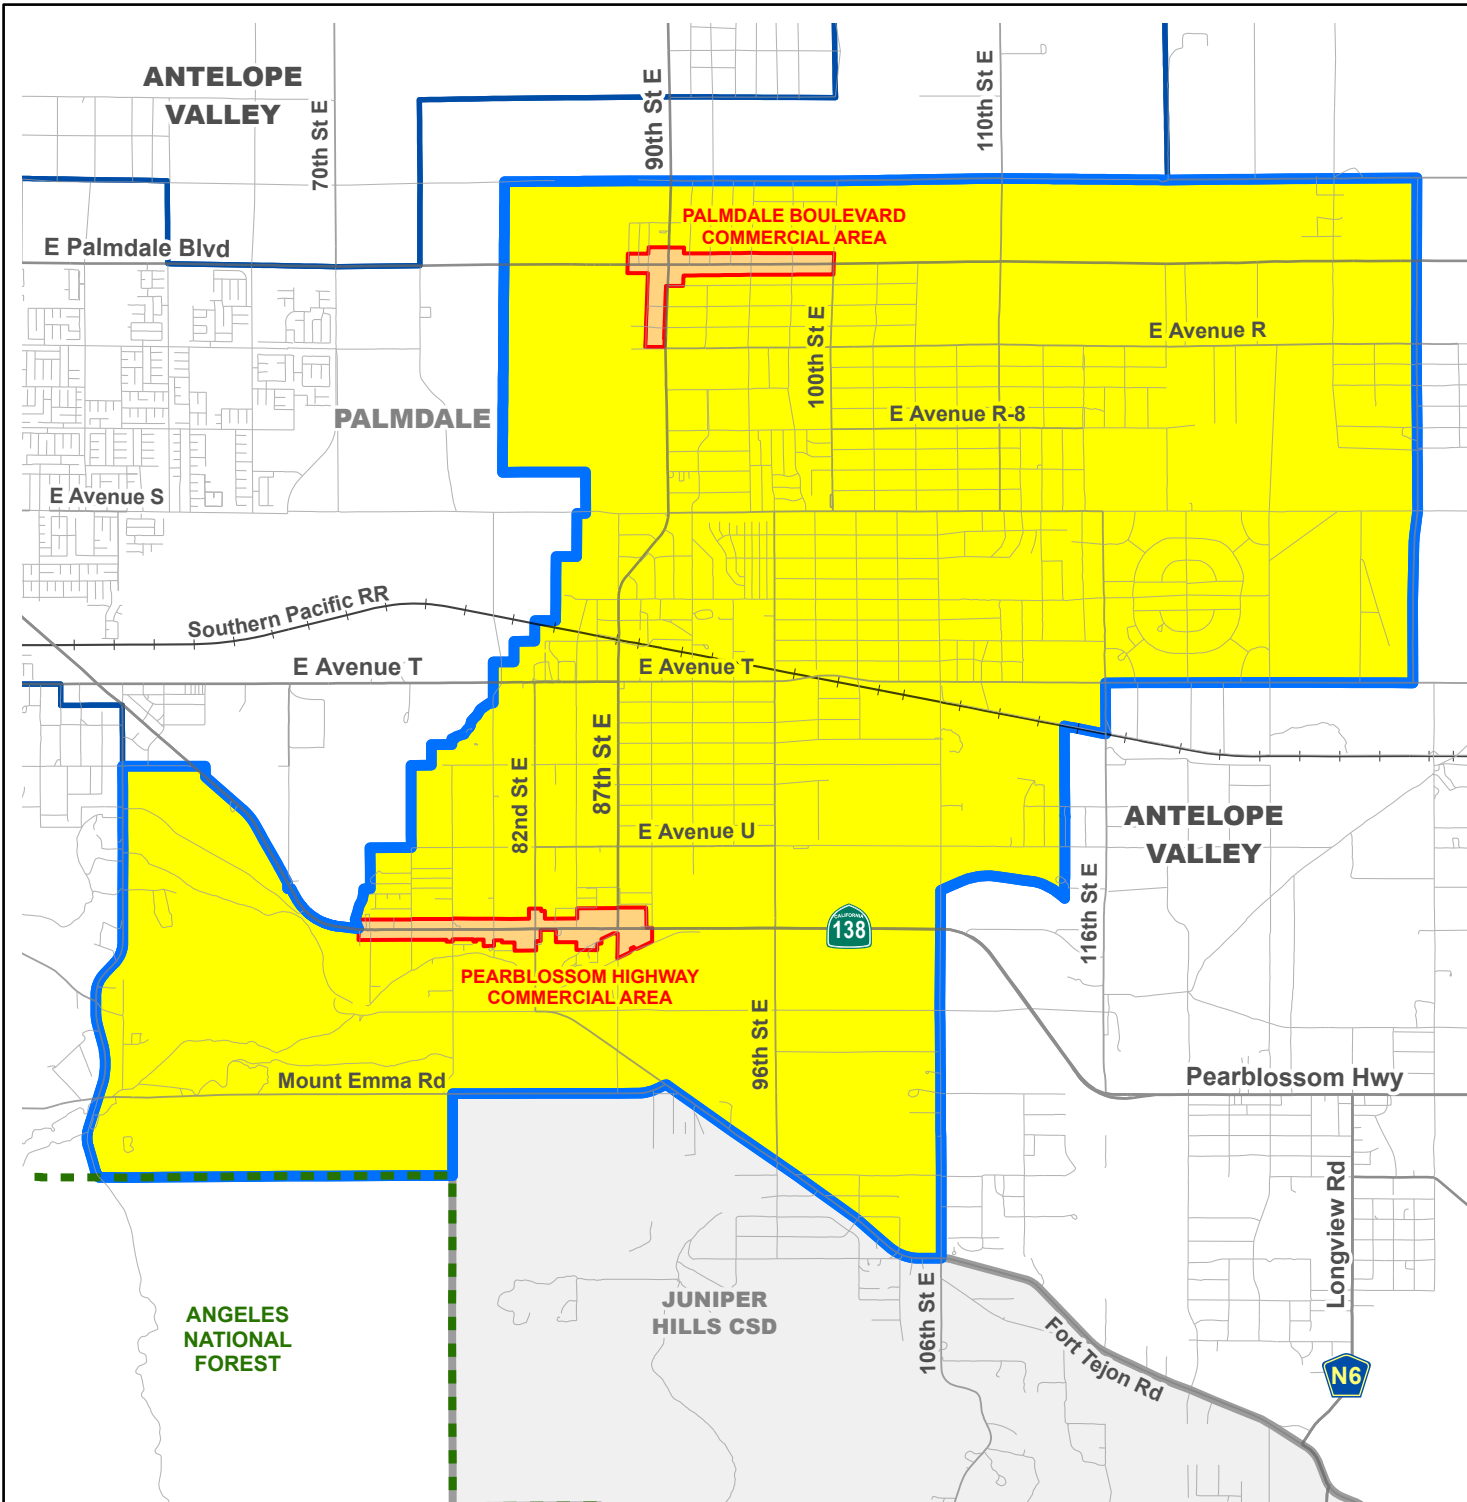 ANTELOPE
VALLEY
70th St E
90th St E
110th St E
E Palmdale Blvd
PALMDALE BOULEVARD
COMMERCIAL AREA
100th St E
E Avenue R
PALMDALE
E Avenue R-8
E Avenue S
Southern Pacific RR
E Avenue T
E Avenue T
82nd St E
87th St E
E Avenue U
ANTELOPE
VALLEY
116th St E
CALIFORNIA
138
PEARBLOSSOM HIGHWAY
COMMERCIAL AREA
96th St E
Mount Emma Rd
Pearblossom Hwy
Longview Rd
ANGELES
NATIONAL
FOREST
JUNIPER
HILLS CSD
106th St E
Fort Tejon Rd
N6